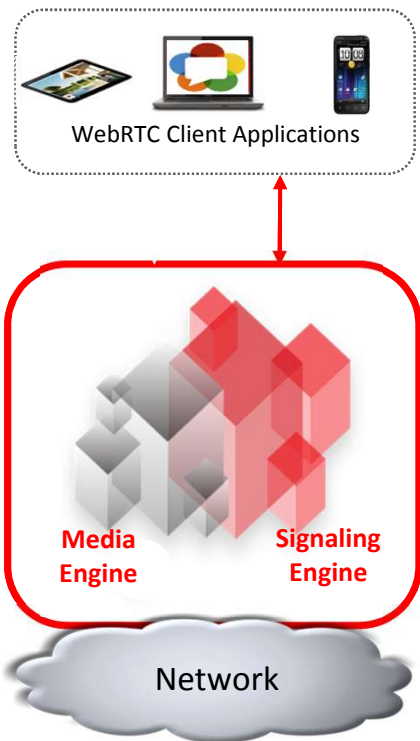 WebRTC Client Applications
Media
Engine
Signaling
Engine
Network